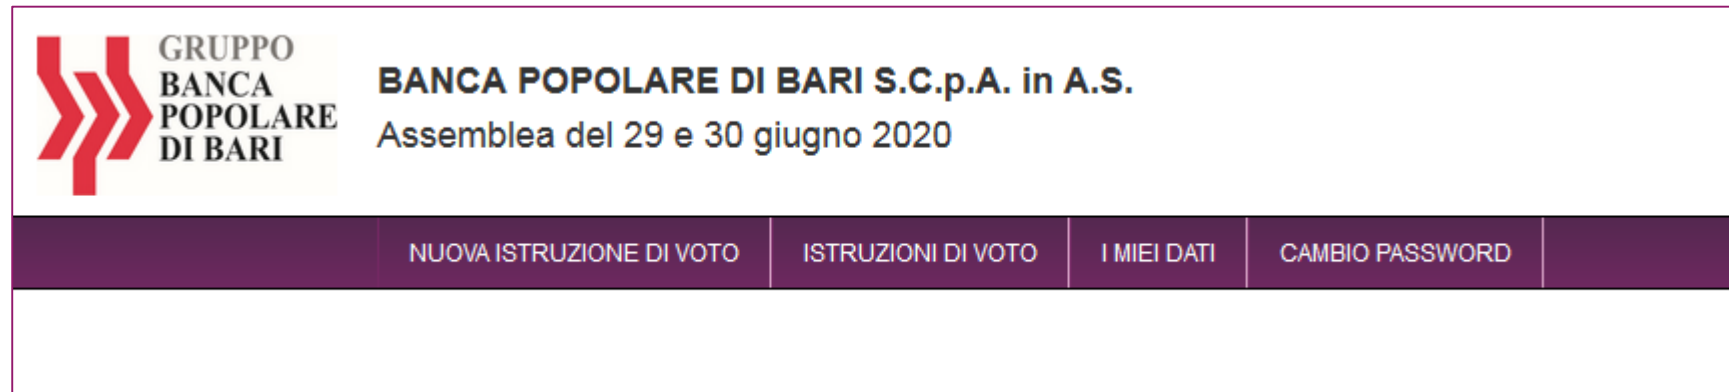 GRUPPO
BANCA
POPOLARE
DI BARI
BANCA POPOLARE DI BARI S.C.p.A. in A.S.
Assemblea del 29 e 30 giugno 2020
NUOVA ISTRUZIONE DI VOTO ISTRUZIONI DI VOTO I MIEI DATI CAMBIO PASSWORD